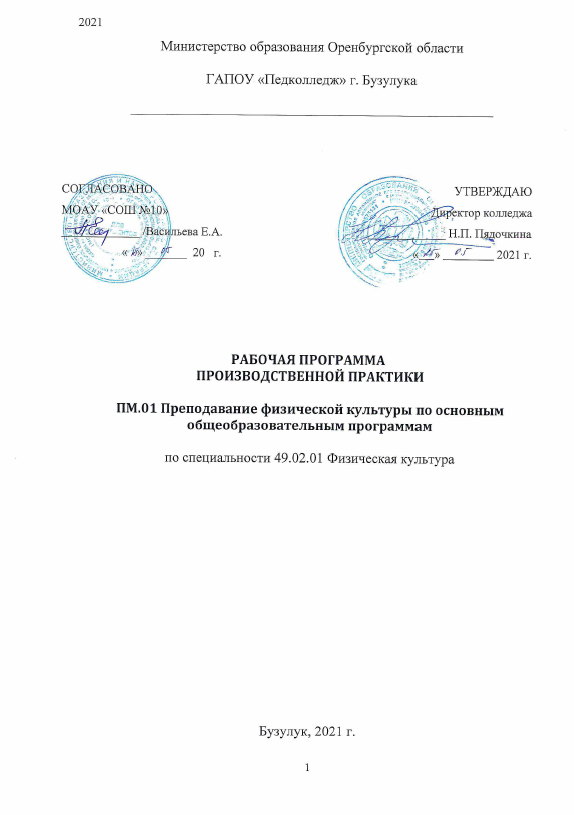 2021
Министерство образования Оренбургской области
ГАПОУ «Педколледж» г. Бузулука
СОГЛАСОВАНО
МОАУ «СОШ №10»
/Васильева Е.А.
« » 05 20 г.
УТВЕРЖДАЮ
Директор колледжа
Н.П. Пядочкина
« » 05 2021 г.
РАБОЧАЯ ПРОГРАММА
ПРОИЗВОДСТВЕННОЙ ПРАКТИКИ
ПМ.01 Преподавание физической культуры по основным
общеобразовательным программам
по специальности 49.02.01 Физическая культура
Бузулук, 2021 г.
1